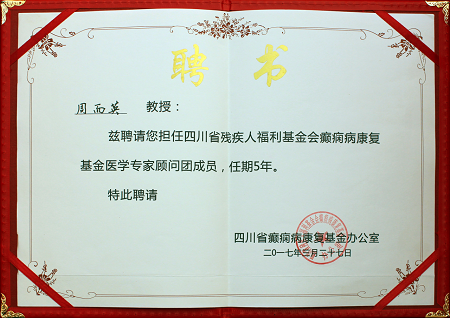 聘书
周而英 教授：
兹聘请您担任四川省残疾人福利基金会癫痫病康复
基金医学专家顾问团成员，任期5年。
特此聘请
四川省癫痫病康复基金办公室
二〇一七年三月二十七日